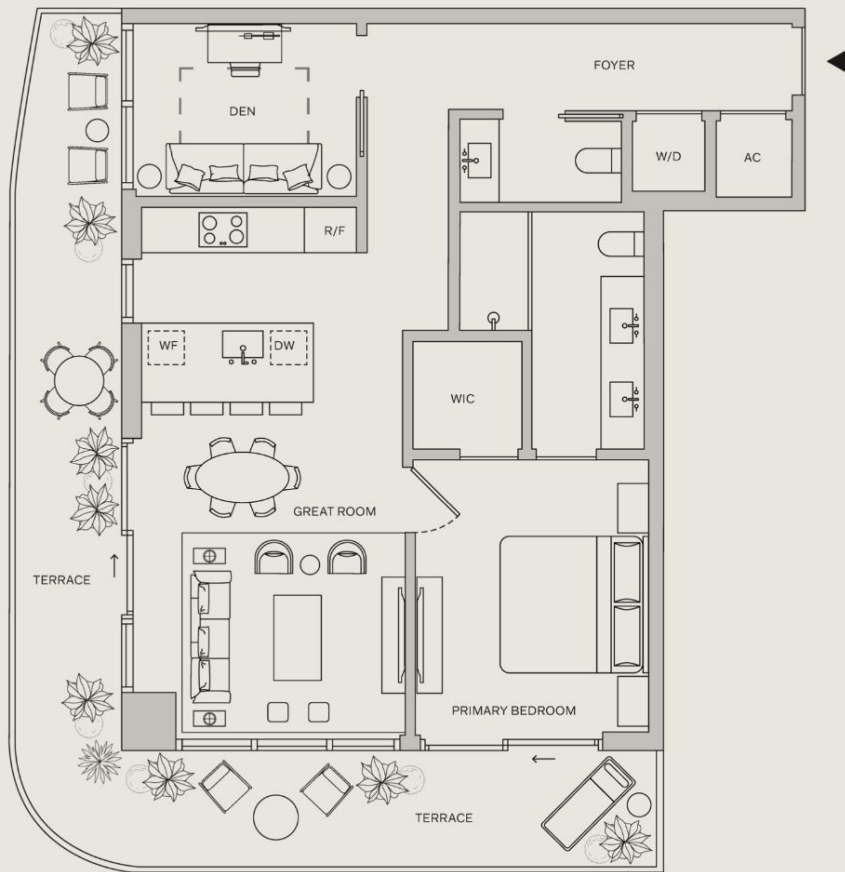 FOYER
DEN
W/D
AC
R/F
WF
DW
WIC
GREAT ROOM
TERRACE
PRIMARY BEDROOM
TERRACE